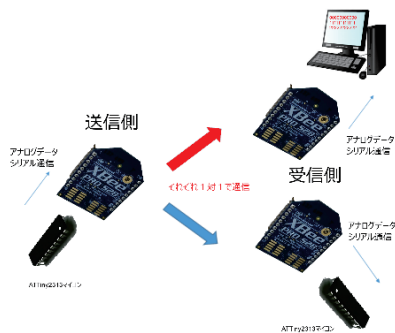 送信側
アナログデータ
シリアル通信
XBee
ATTiny2313マイコン
それぞれ1対1で通信
XBee
アナログデータ
シリアル通信
受信側
XBee
アナログデータ
シリアル通信
ATTiny2313マイコン